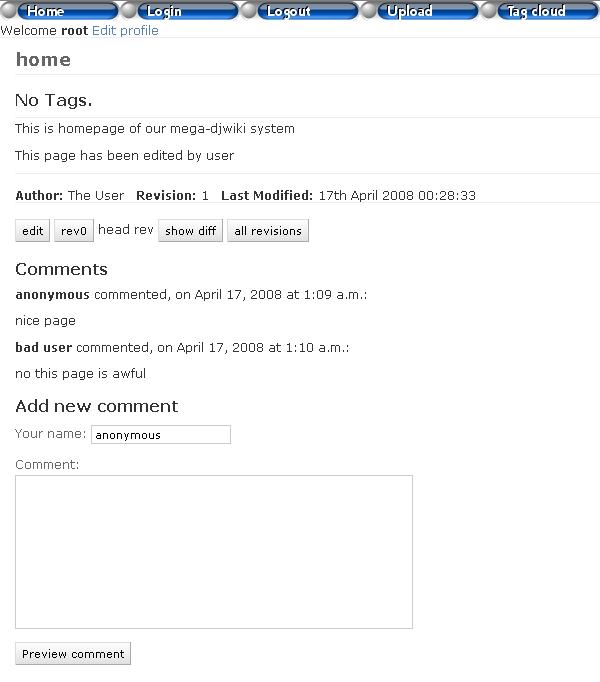 Home Login Logout Upload Tag cloud
Welcome root Edit profile
home
No Tags.
This is homepage of our mega-djwiki system
This page has been edited by user
Author: The User Revision: 1 Last Modified: 17th April 2008 00:28:33
edit rev0 head rev show diff all revisions
Comments
anonymous commented, on April 17, 2008 at 1:09 a.m.:
nice page
bad user commented, on April 17, 2008 at 1:10 a.m.:
no this page is awful
Add new comment
Your name: anonymous
Comment:
Preview comment